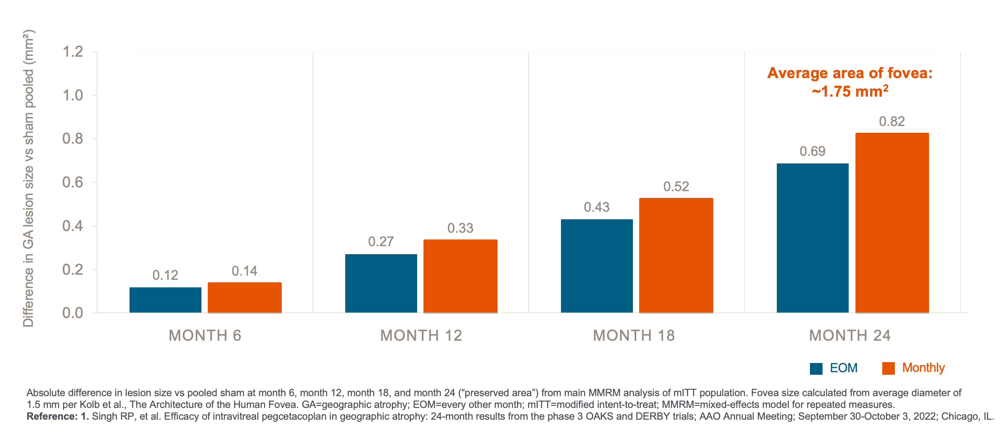 Difference in GA lesion size vs sham pooled (mm²)
1.2
1.0
0.8
0.6
0.4
0.2
0.0
Average area of fovea:
~1.75 mm²
0.12
0.14
0.27
0.33
0.43
0.52
0.69
0.82
MONTH 6
MONTH 12
MONTH 18
MONTH 24
EOM
Monthly
Absolute difference in lesion size vs pooled sham at month 6, month 12, month 18, and month 24 (“preserved area”) from main MMRM analysis of mITT population. Fovea size calculated from average diameter of
1.5 mm per Kolb et al., The Architecture of the Human Fovea. GA=geographic atrophy; EOM=every other month; mITT=modified intent-to-treat; MMRM=mixed-effects model for repeated measures.
Reference: 1. Singh RP, et al. Efficacy of intravitreal pegcetacoplan in geographic atrophy: 24-month results from the phase 3 OAKS and DERBY trials; AAO Annual Meeting; September 30-October 3, 2022; Chicago, IL.